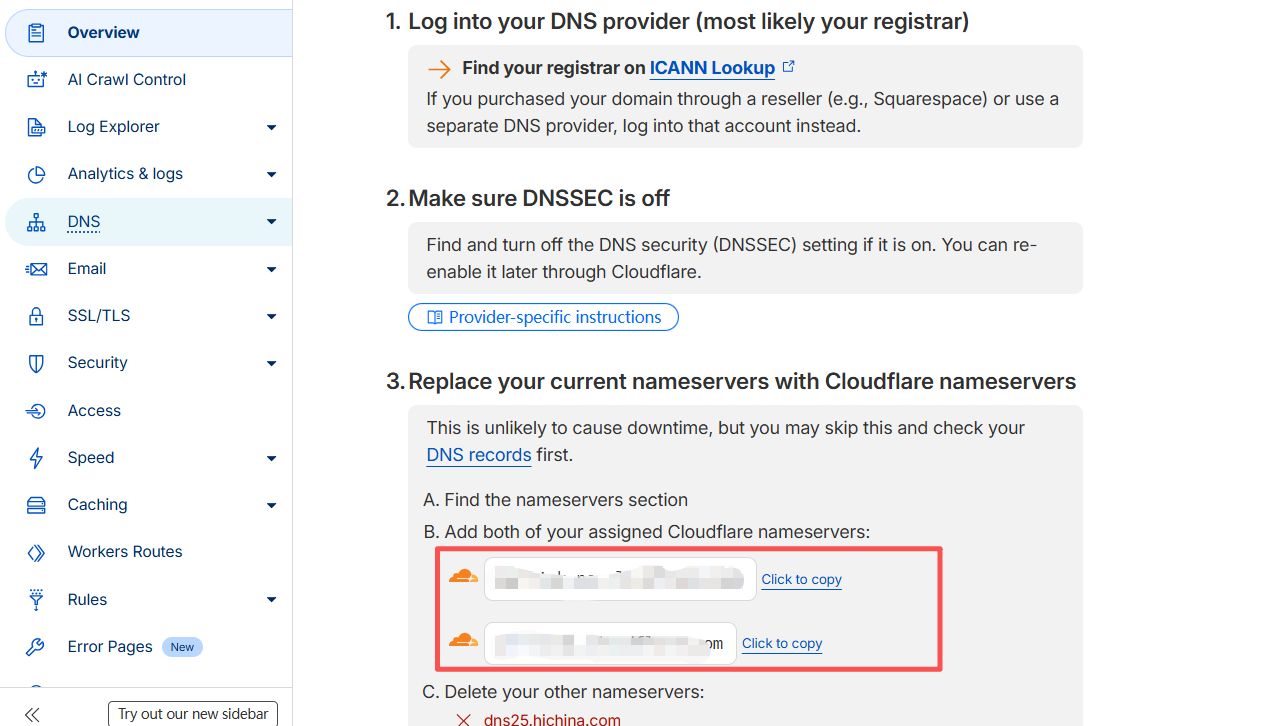 Overview
AI Crawl Control
Log Explorer
Analytics & logs
DNS
Email
SSL/TLS
Security
Access
Speed
Caching
Workers Routes
Rules
Error Pages New
Try out our new sidebar
1. Log into your DNS provider (most likely your registrar)
Find your registrar on ICANN Lookup
If you purchased your domain through a reseller (e.g., Squarespace) or use a
separate DNS provider, log into that account instead.
2. Make sure DNSSEC is off
Find and turn off the DNS security (DNSSEC) setting if it is on. You can re-
enable it later through Cloudflare.
Provider-specific instructions
3. Replace your current nameservers with Cloudflare nameservers
This is unlikely to cause downtime, but you may skip this and check your
DNS records first.
A. Find the nameservers section
B. Add both of your assigned Cloudflare nameservers:
Click to copy
Click to copy
C. Delete your other nameservers:
dns25.hichina.com